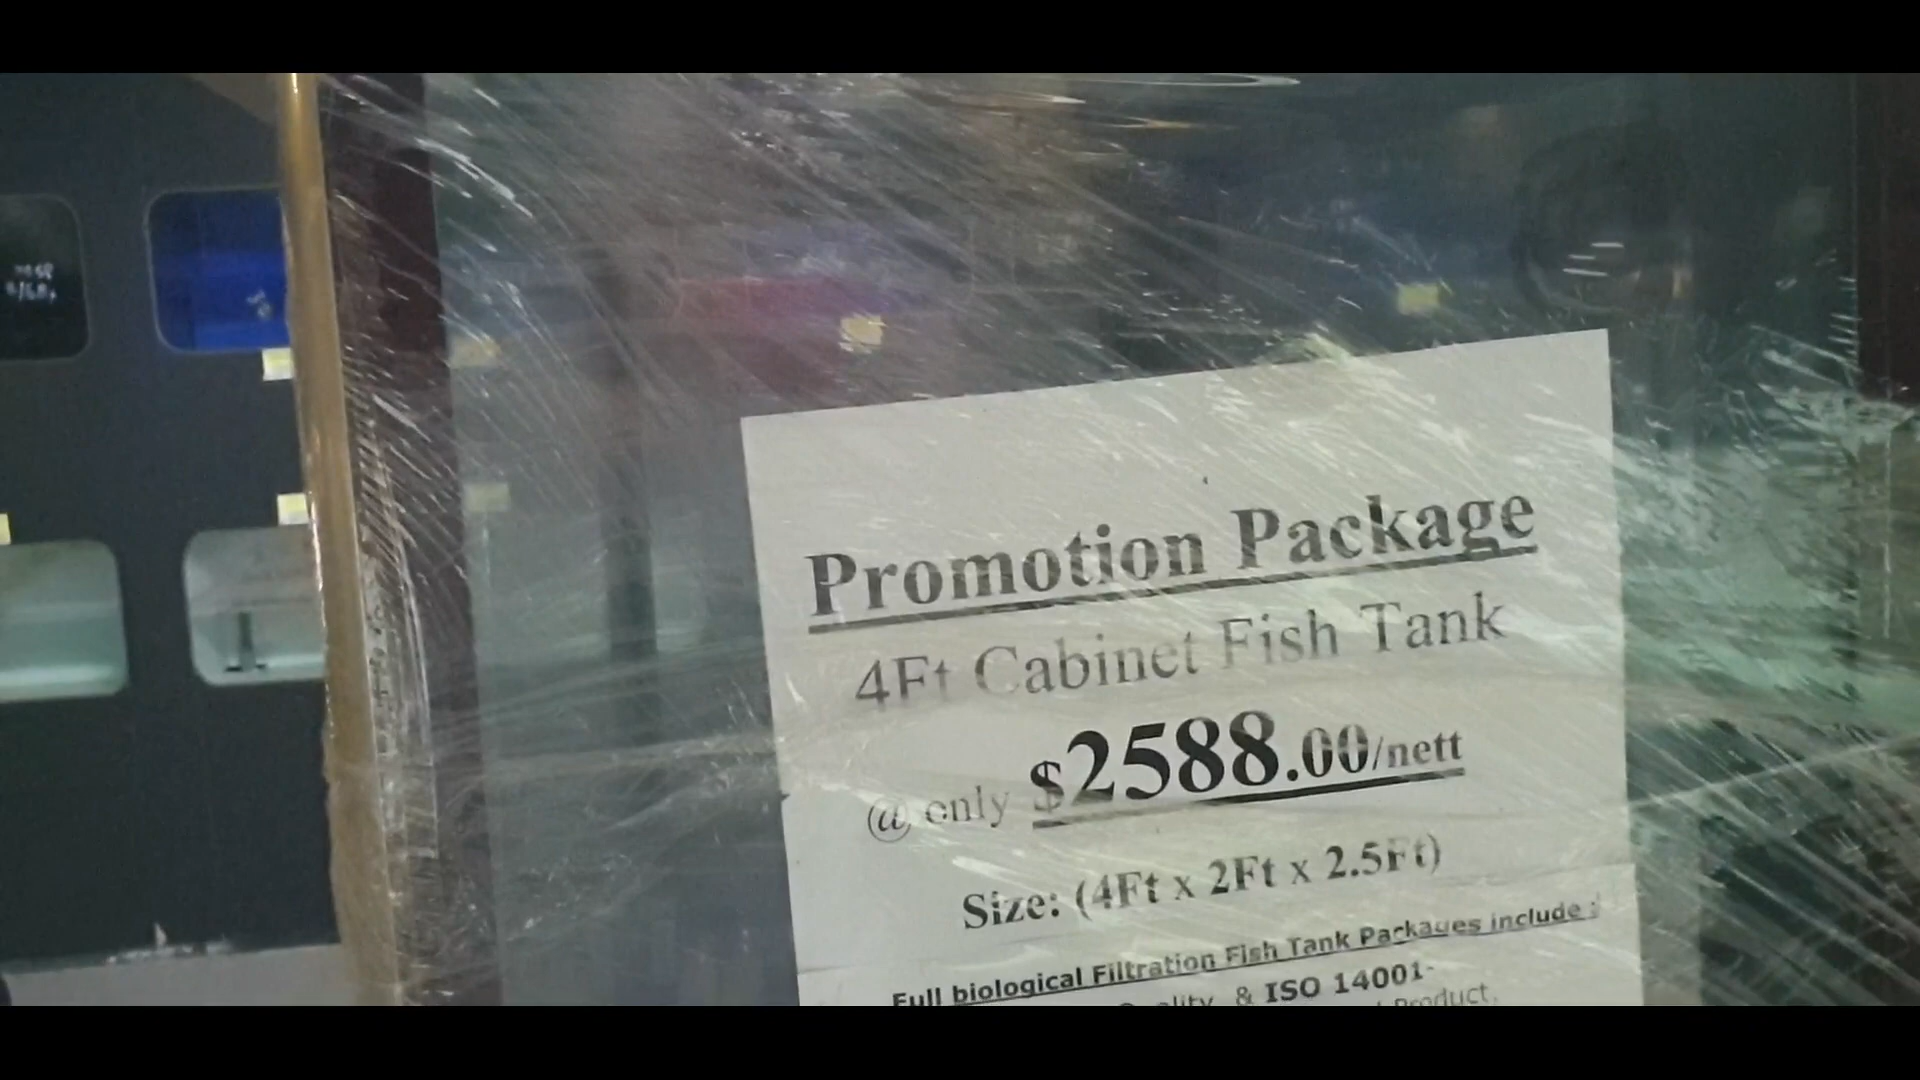 Promotion Package
4Ft Cabinet Fish Tank
@ only $2588.00/nett
Size: (4Ft x 2Ft x 2.5Ft)
Full biological Filtration Fish Tank Packages include :
& ISO 14001-
Product.